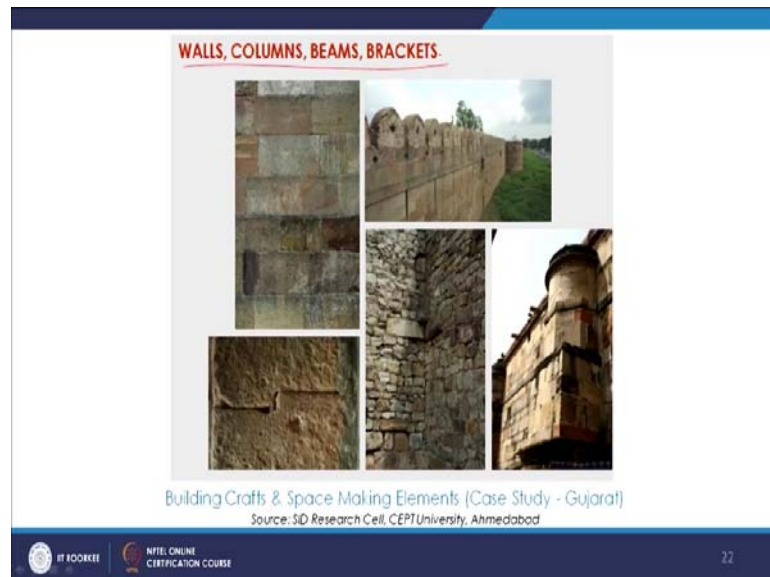 WALLS, COLUMNS, BEAMS, BRACKETS
Building Crafts & Space Making Elements (Case Study - Gujarat)
Source: SID Research Cell, CEPT University, Ahmedabad
IIT ROORKEE
NPTEL ONLINE
CERTIFICATION COURSE
22